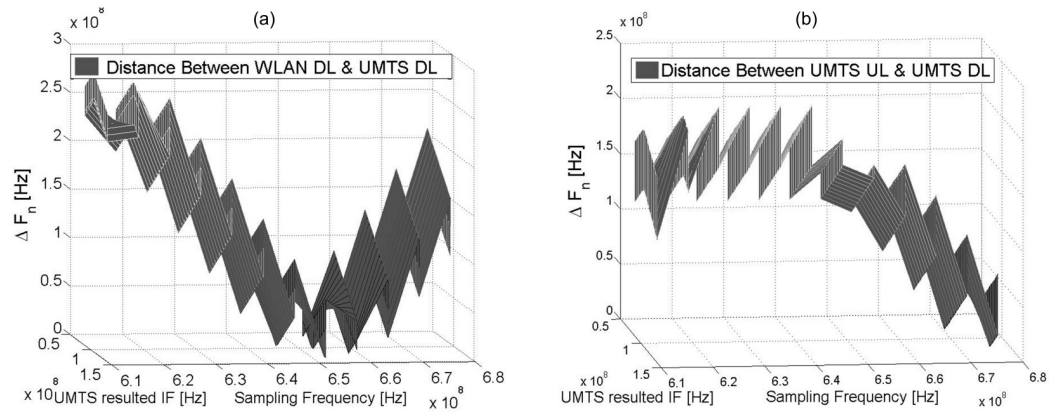 (a)
x 10⁸
3
2.5
2
1.5
1
0.5
0
Δ Fₙ [Hz]
Distance Between WLAN DL & UMTS DL
0.5
1
1.5
x 10⁸
UMTS resulted IF [Hz]
6.1
6.2
6.3
6.4
6.5
6.6
6.7
6.8
Sampling Frequency [Hz]
x 10⁸
(b)
x 10⁸
2.5
2
1.5
1
0.5
0
Δ Fₙ [Hz]
Distance Between UMTS UL & UMTS DL
0.5
1
1.5
x 10⁸
UMTS resulted IF [Hz]
6.1
6.2
6.3
6.4
6.5
6.6
6.7
6.8
Sampling Frequency [Hz]
x 10⁸